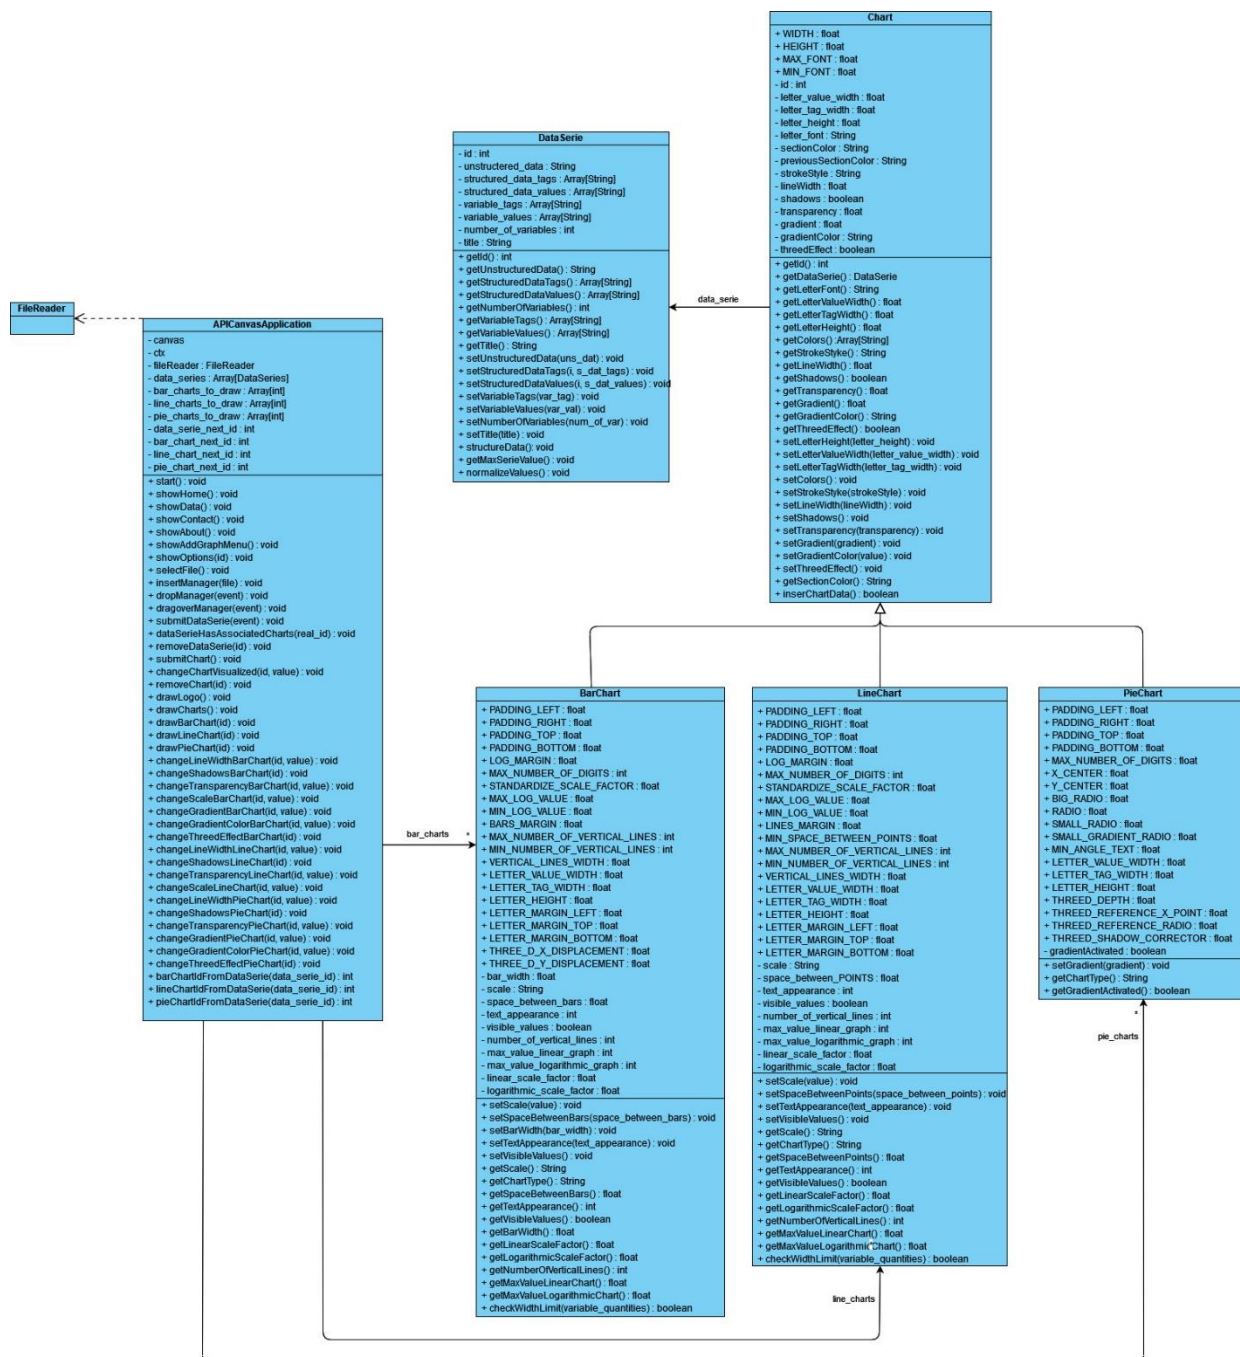 Chart
+ WIDTH : float
+ HEIGHT : float
+ MAX_FONT : float
+ MIN_FONT : float
- id : int
- letter_value_width : float
- letter_tag_width : float
- letter_height : float
- letter_font : String
- sectionColor : String
- previousSectionColor : String
- strokeStyle : String
- lineWidth : float
- shadows : boolean
- transparency : float
- gradient : float
- gradientColor : String
- threedEffect : boolean
+ getId() : int
+ getDataSerie() : DataSerie
+ getLetterFont() : String
+ getLetterValueWidth() : float
+ getLetterTagWidth() : float
+ getLetterHeight() : float
+ getColors() :Array[String]
+ getStrokeStyke() : String
+ getLineWidth() : float
+ getShadows() : boolean
+ getTransparency() : float
+ getGradient() : float
+ getGradientColor() : String
+ getThreedEffect() : boolean
+ setLetterHeight(letter_height) : void
+ setLetterValueWidth(letter_value_width) : void
+ setLetterTagWidth(letter_tag_width) : void
+ setColors() : void
+ setStrokeStyke(strokeStyle) : void
+ setLineWidth(lineWidth) : void
+ setShadows() : void
+ setTransparency(transparency) : void
+ setGradient(gradient) : void
+ setGradientColor(value) : void
+ setThreedEffect() : void
+ getSectionColor() : String
+ inserChartData() : boolean
DataSerie
- id : int
- unstructered_data : String
- structured_data_tags : Array[String]
- structured_data_values : Array[String]
- variable_tags : Array[String]
- variable_values : Array[String]
- number_of_variables : int
- title : String
+ getId() : int
+ getUnstructuredData() : String
+ getStructuredDataTags() : Array[String]
+ getStructuredDataValues() : Array[String]
+ getNumberOfVariables() : int
+ getVariableTags() : Array[String]
+ getVariableValues() : Array[String]
+ getTitle() : String
+ setUnstructuredData(uns_dat) : void
+ setStructuredDataTags(i, s_dat_tags) : void
+ setStructuredDataValues(i, s_dat_values) : void
+ setVariableTags(var_tag) : void
+ setVariableValues(var_val) : void
+ setNumberOfVariables(num_of_var) : void
+ setTitle(title) : void
+ structureData(): void
+ getMaxSerieValue() : void
+ normalizeValues() : void
data_serie
FileReader
APICanvasApplication
- canvas
- ctx
- fileReader : FileReader
- data_series : Array[DataSeries]
- bar_charts_to_draw : Array[int]
- line_charts_to_draw : Array[int]
- pie_charts_to_draw : Array[int]
- data_serie_next_id : int
- bar_chart_next_id : int
- line_chart_next_id : int
- pie_chart_next_id : int
+ start() : void
+ showHome() : void
+ showData() : void
+ showContact() : void
+ showAbout() : void
+ showAddGraphMenu() : void
+ showOptions(id) : void
+ selectFile() : void
+ insertManager(file) : void
+ dropManager(event) : void
+ dragoverManager(event) : void
+ submitDataSerie(event) : void
+ dataSerieHasAssociatedCharts(real_id) : void
+ removeDataSerie(id) : void
+ submitChart() : void
+ changeChartVisualized(id, value) : void
+ removeChart(id) : void
+ drawLogo() : void
+ drawCharts() : void
+ drawBarChart(id) : void
+ drawLineChart(id) : void
+ drawPieChart(id) : void
+ changeLineWidthBarChart(id, value) : void
+ changeShadowsBarChart(id) : void
+ changeTransparencyBarChart(id, value) : void
+ changeScaleBarChart(id, value) : void
+ changeGradientBarChart(id, value) : void
+ changeGradientColorBarChart(id, value) : void
+ changeThreedEffectBarChart(id) : void
+ changeLineWidthLineChart(id, value) : void
+ changeShadowsLineChart(id) : void
+ changeTransparencyLineChart(id, value) : void
+ changeScaleLineChart(id, value) : void
+ changeLineWidthPieChart(id, value) : void
+ changeShadowsPieChart(id) : void
+ changeTransparencyPieChart(id, value) : void
+ changeGradientPieChart(id, value) : void
+ changeGradientColorPieChart(id, value) : void
+ changeThreedEffectPieChart(id) : void
+ barChartIdFromDataSerie(data_serie_id) : int
+ lineChartIdFromDataSerie(data_serie_id) : int
+ pieChartIdFromDataSerie(data_serie_id) : int
bar_charts *
BarChart
+ PADDING_LEFT : float
+ PADDING_RIGHT : float
+ PADDING_TOP : float
+ PADDING_BOTTOM : float
+ LOG_MARGIN : float
+ MAX_NUMBER_OF_DIGITS : int
+ STANDARDIZE_SCALE_FACTOR : float
+ MAX_LOG_VALUE : float
+ MIN_LOG_VALUE : float
+ BARS_MARGIN : float
+ MAX_NUMBER_OF_VERTICAL_LINES : int
+ MIN_NUMBER_OF_VERTICAL_LINES : int
+ VERTICAL_LINES_WIDTH : float
+ LETTER_VALUE_WIDTH : float
+ LETTER_TAG_WIDTH : float
+ LETTER_HEIGHT : float
+ LETTER_MARGIN_LEFT : float
+ LETTER_MARGIN_TOP : float
+ LETTER_MARGIN_BOTTOM : float
+ THREE_D_X_DISPLACEMENT : float
+ THREE_D_Y_DISPLACEMENT : float
- bar_width : float
- scale : String
- space_between_bars : float
- text_appearance : int
- visible_values : boolean
- number_of_vertical_lines : int
- max_value_linear_graph : int
- max_value_logarithmic_graph : int
- linear_scale_factor : float
- logarithmic_scale_factor : float
+ setScale(value) : void
+ setSpaceBetweenBars(space_between_bars) : void
+ setBarWidth(bar_width) : void
+ setTextAppearance(text_appearance) : void
+ setVisibleValues() : void
+ getScale() : String
+ getChartType() : String
+ getSpaceBetweenBars() : float
+ getTextAppearance() : int
+ getVisibleValues() : boolean
+ getBarWidth() : float
+ getLinearScaleFactor() : float
+ getLogarithmicScaleFactor() : float
+ getNumberOfVerticalLines() : int
+ getMaxValueLinearChart() : float
+ getMaxValueLogarithmicChart() : float
+ checkWidthLimit(variable_quantities) : boolean
LineChart
+ PADDING_LEFT : float
+ PADDING_RIGHT : float
+ PADDING_TOP : float
+ PADDING_BOTTOM : float
+ LOG_MARGIN : float
+ MAX_NUMBER_OF_DIGITS : int
+ STANDARDIZE_SCALE_FACTOR : float
+ MAX_LOG_VALUE : float
+ MIN_LOG_VALUE : float
+ LINES_MARGIN : float
+ MIN_SPACE_BETWEEN_POINTS : float
+ MAX_NUMBER_OF_VERTICAL_LINES : int
+ MIN_NUMBER_OF_VERTICAL_LINES : int
+ VERTICAL_LINES_WIDTH : float
+ LETTER_VALUE_WIDTH : float
+ LETTER_TAG_WIDTH : float
+ LETTER_HEIGHT : float
+ LETTER_MARGIN_LEFT : float
+ LETTER_MARGIN_TOP : float
+ LETTER_MARGIN_BOTTOM : float
- scale : String
- space_between_POINTS : float
- text_appearance : int
- visible_values : boolean
- number_of_vertical_lines : int
- max_value_linear_graph : int
- max_value_logarithmic_graph : int
- linear_scale_factor : float
- logarithmic_scale_factor : float
+ setScale(value) : void
+ setSpaceBetweenPoints(space_between_points) : void
+ setTextAppearance(text_appearance) : void
+ setVisibleValues() : void
+ getScale() : String
+ getChartType() : String
+ getSpaceBetweenPoints() : float
+ getTextAppearance() : int
+ getVisibleValues() : boolean
+ getLinearScaleFactor() : float
+ getLogarithmicScaleFactor() : float
+ getNumberOfVerticalLines() : int
+ getMaxValueLinearChart() : float
+ getMaxValueLogarithmicChart() : float
+ checkWidthLimit(variable_quantities) : boolean
line_charts
PieChart
+ PADDING_LEFT : float
+ PADDING_RIGHT : float
+ PADDING_TOP : float
+ PADDING_BOTTOM : float
+ MAX_NUMBER_OF_DIGITS : float
+ X_CENTER : float
+ Y_CENTER : float
+ BIG_RADIO : float
+ RADIO : float
+ SMALL_RADIO : float
+ SMALL_GRADIENT_RADIO : float
+ MIN_ANGLE_TEXT : float
+ LETTER_VALUE_WIDTH : float
+ LETTER_TAG_WIDTH : float
+ LETTER_HEIGHT : float
+ THREED_DEPTH : float
+ THREED_REFERENCE_X_POINT : float
+ THREED_REFERENCE_RADIO : float
+ THREED_SHADOW_CORRECTOR : float
- gradientActivated : boolean
+ setGradient(gradient) : void
+ getChartType() : String
+ getGradientActivated() : boolean
*
pie_charts